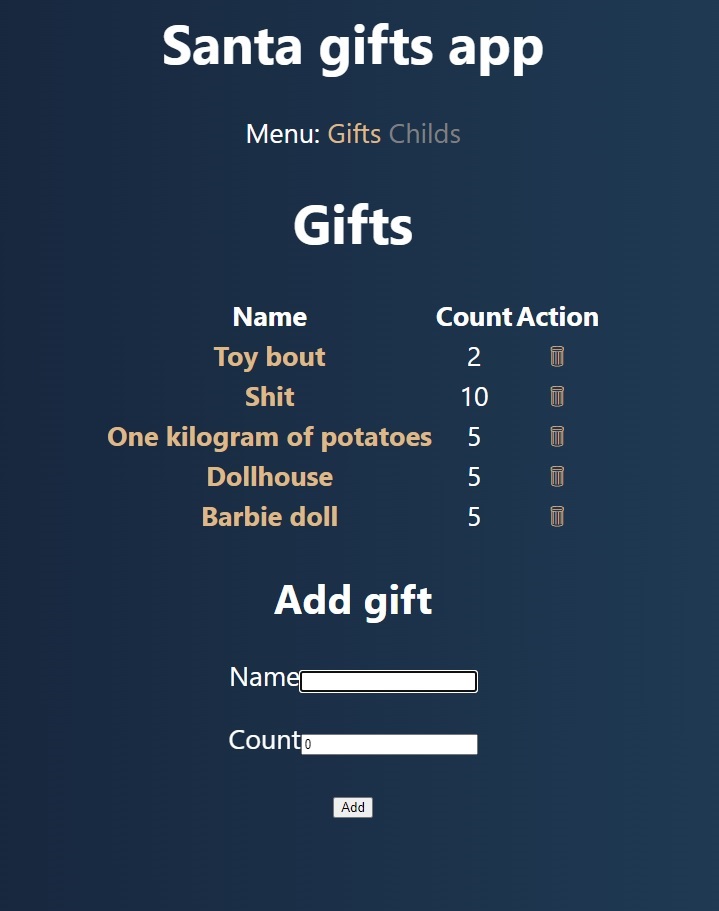 Santa gifts app
Menu: Gifts Childs
Gifts
Name Count Action
Toy bout 2
Shit 10
One kilogram of potatoes 5
Dollhouse 5
Barbie doll 5
Add gift
Name
Count 0
Add